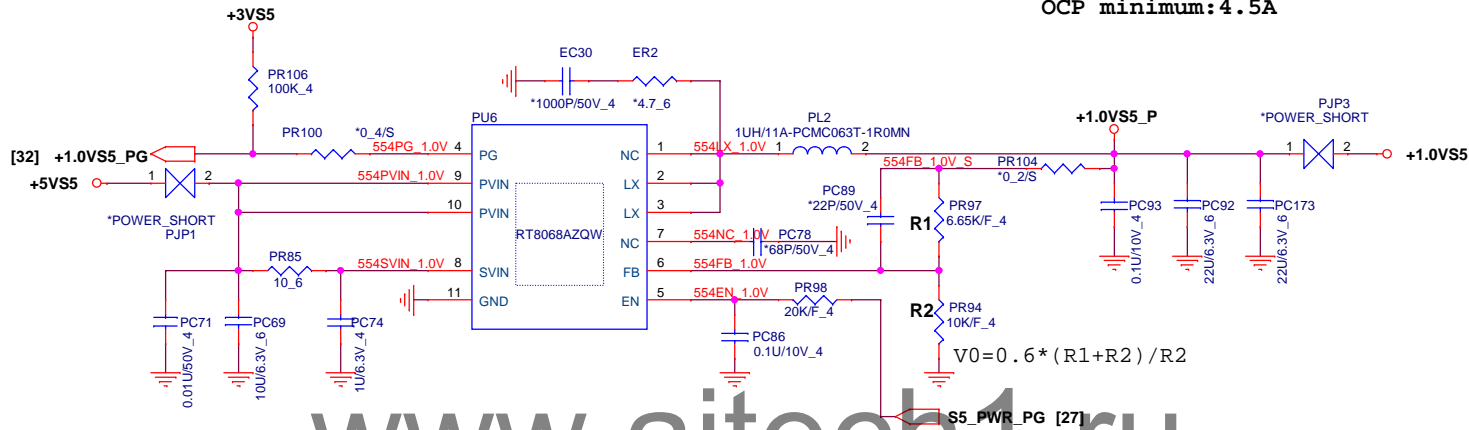 OCP minimum:4.5A
+3VS5
PR106
100K_4
EC30
ER2
*1000P/50V_4
*4.7_6
PL2
1UH/11A-PCMC063T-1R0MN
+1.0VS5_P
PJP3
*POWER_SHORT
PU6
PR100
*0_4/S
[32] +1.0VS5_PG
554PG_1.0V 4
PG
NC
1 554LX_1.0V 1
2
1
2
+1.0VS5
554FB_1.0V_S
PR104
*0_2/S
+5VS5
1
2
554PVIN_1.0V 9
PVIN
LX
2
*POWER_SHORT
PJP1
10
PVIN
LX
3
PC89
*22P/50V_4
R1
PR97
6.65K/F_4
PC93
0.1U/10V_4
PC92
22U/6.3V_6
PC173
22U/6.3V_6
RT8068AZQW
NC
7 554NC_1.0V
PC78
*68P/50V_4
PR85
10_6
554SVIN_1.0V 8
SVIN
FB
6 554FB_1.0V
11
GND
EN
5 554EN_1.0V
PR98
20K/F_4
R2
PR94
10K/F_4
PC71
0.01U/50V_4
PC69
10U/6.3V_6
PC74
1U/6.3V_4
PC86
0.1U/10V_4
V0=0.6*(R1+R2)/R2
S5_PWR_PG [27]
www.sitech1.ru